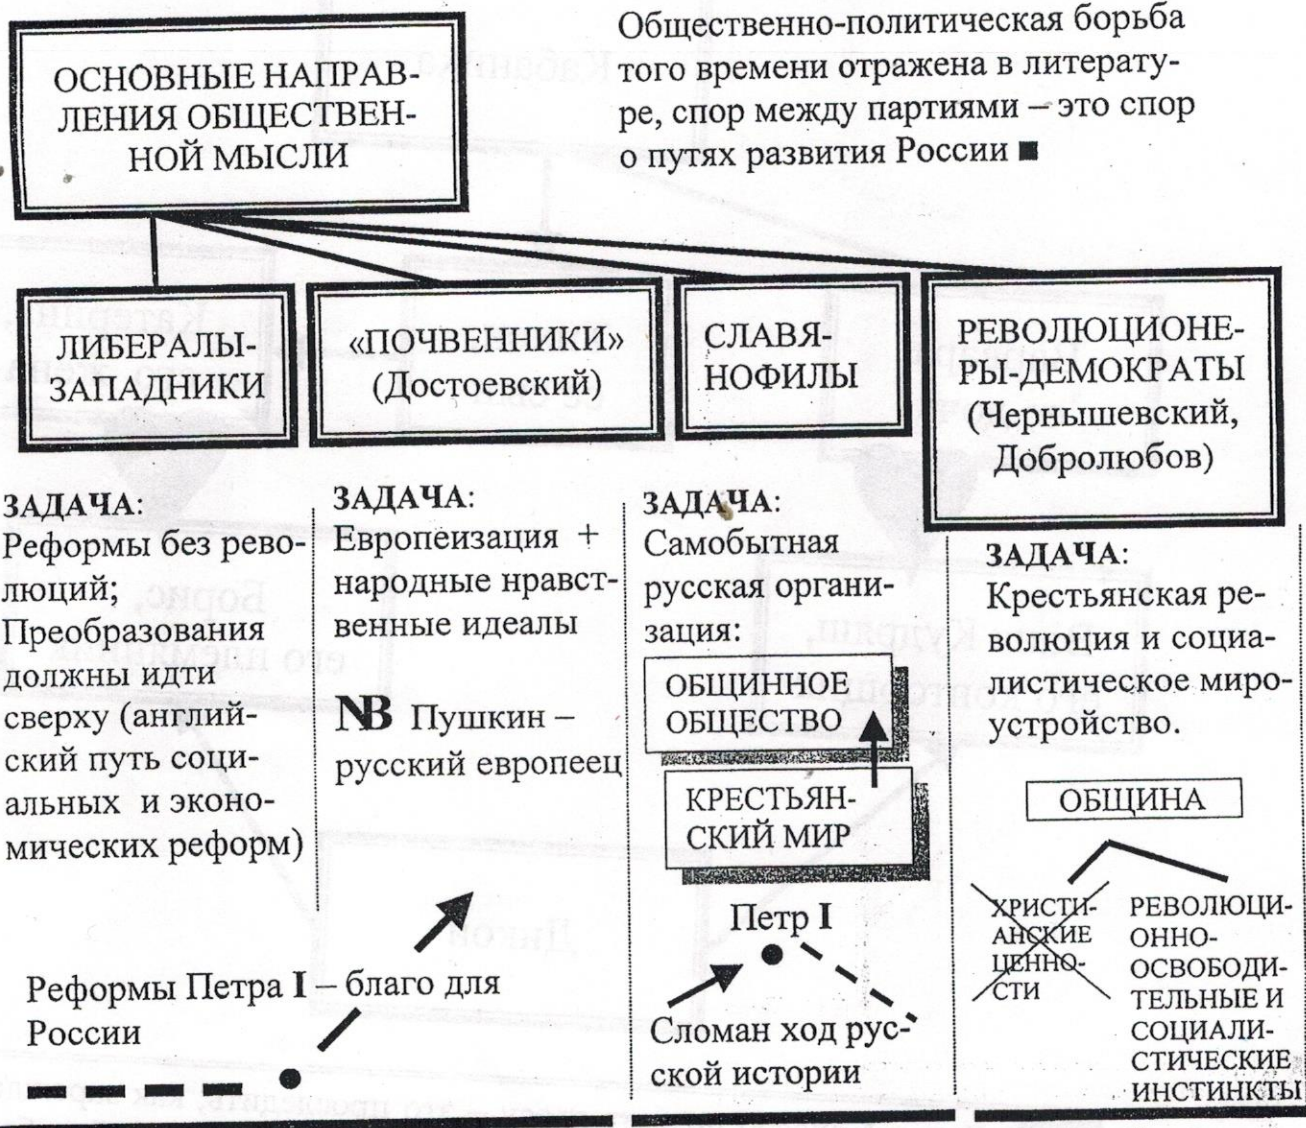 ОСНОВНЫЕ НАПРАВ-
ЛЕНИЯ ОБЩЕСТВЕН-
НОЙ МЫСЛИ
Общественно-политическая борьба
того времени отражена в литерату-
ре, спор между партиями – это спор
о путях развития России ■
ЛИБЕРАЛЫ-
ЗАПАДНИКИ
«ПОЧВЕННИКИ»
(Достоевский)
СЛАВЯ-
НОФИЛЫ
РЕВОЛЮЦИОНЕ-
РЫ-ДЕМОКРАТЫ
(Чернышевский,
Добролюбов)
ЗАДАЧА:
Реформы без рево-
люций;
Преобразования
должны идти
сверху (англий-
ский путь соци-
альных и эконо-
мических реформ)
ЗАДАЧА:
Европеизация +
народные нравст-
венные идеалы
NB Пушкин –
русский европеец
Реформы Петра I – благо для
России
ЗАДАЧА:
Самобытная
русская органи-
зация:
ОБЩИННОЕ
ОБЩЕСТВО
КРЕСТЬЯН-
СКИЙ МИР
Петр I
Сломан ход рус-
ской истории
ЗАДАЧА:
Крестьянская ре-
волюция и социа-
листическое миро-
устройство.
ОБЩИНА
ХРИСТИ-
АНСКИЕ
ЦЕННО-
СТИ
РЕВОЛЮЦИ-
ОННО-
ОСВОБОДИ-
ТЕЛЬНЫЕ И
СОЦИАЛИ-
СТИЧЕСКИЕ
ИНСТИНКТЫ